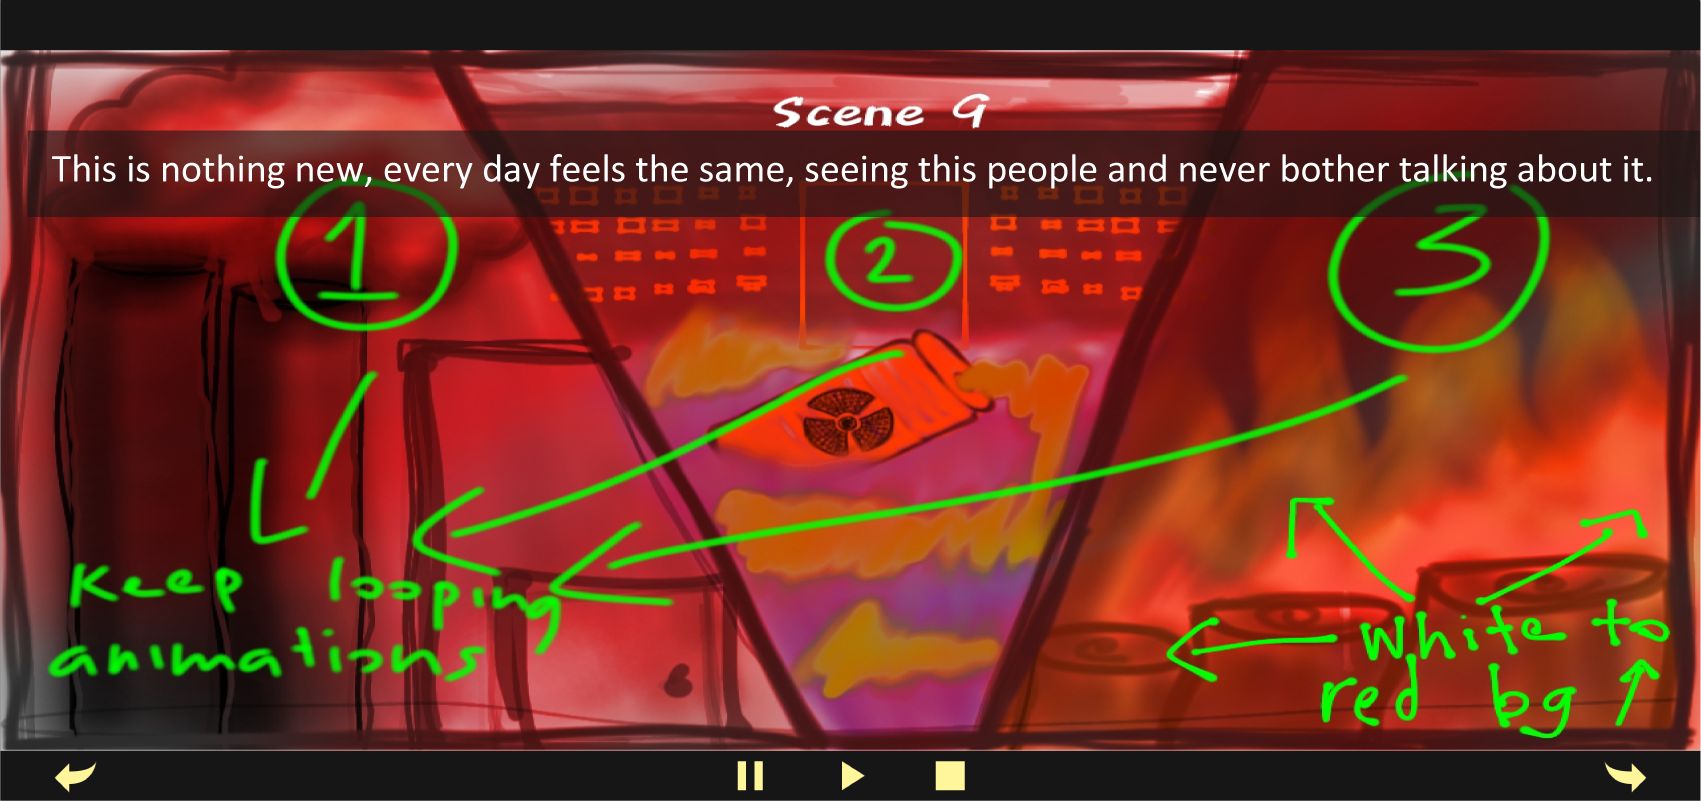 Scene 9
This is nothing new, every day feels the same, seeing this people and never bother talking about it.
1
2
3
Keep looping
animations
white to
red bg